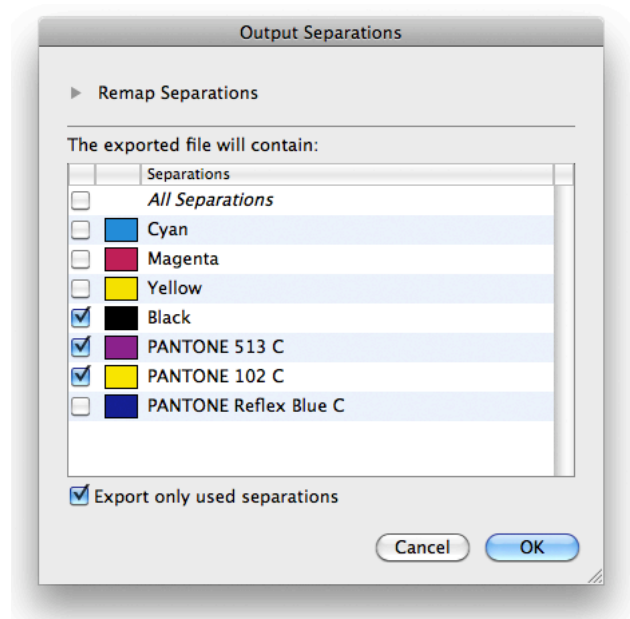 Output Separations
Remap Separations
The exported file will contain:
Separations
All Separations
Cyan
Magenta
Yellow
Black
PANTONE 513 C
PANTONE 102 C
PANTONE Reflex Blue C
Export only used separations
Cancel OK